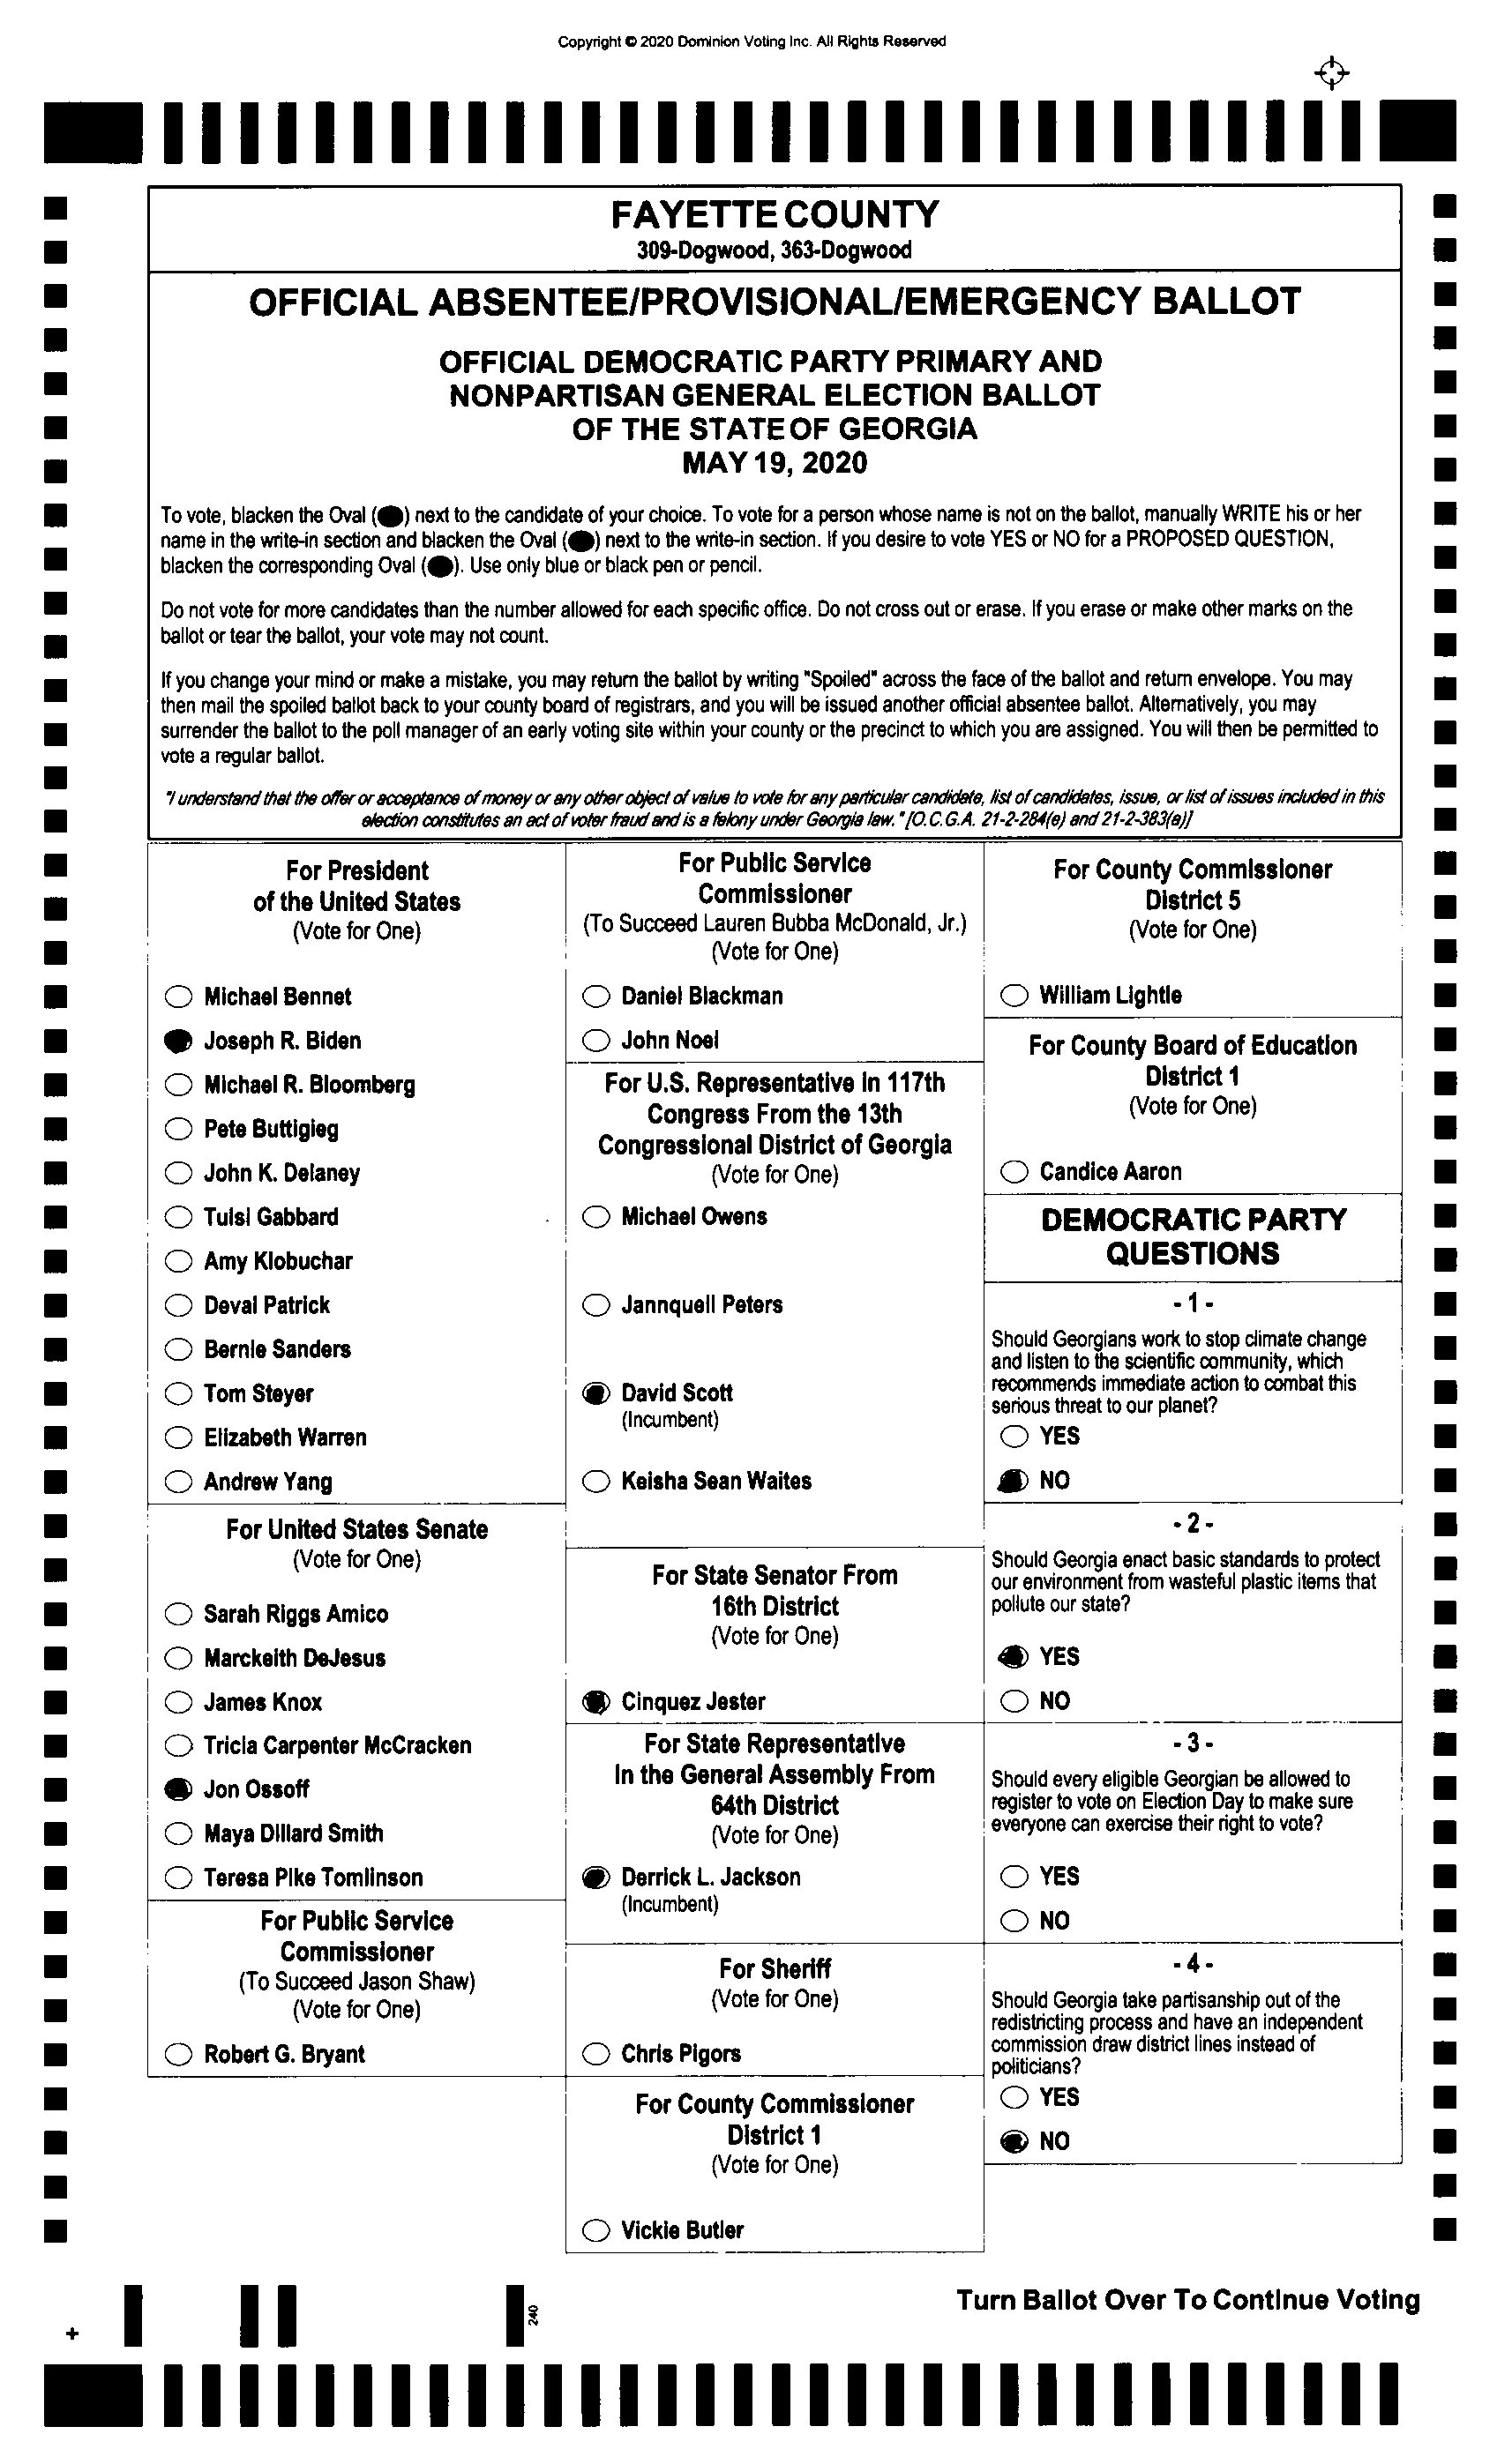 Copyright © 2020 Dominion Voting Inc. All Rights Reserved
FAYETTE COUNTY
309-Dogwood, 363-Dogwood
OFFICIAL ABSENTEE/PROVISIONAL/EMERGENCY BALLOT
OFFICIAL DEMOCRATIC PARTY PRIMARY AND
NONPARTISAN GENERAL ELECTION BALLOT
OF THE STATE OF GEORGIA
MAY 19, 2020
To vote, blacken the Oval (●) next to the candidate of your choice. To vote for a person whose name is not on the ballot, manually WRITE his or her
name in the write-in section and blacken the Oval (●) next to the write-in section. If you desire to vote YES or NO for a PROPOSED QUESTION,
blacken the corresponding Oval (●). Use only blue or black pen or pencil.
Do not vote for more candidates than the number allowed for each specific office. Do not cross out or erase. If you erase or make other marks on the
ballot or tear the ballot, your vote may not count.
If you change your mind or make a mistake, you may return the ballot by writing "Spoiled" across the face of the ballot and return envelope. You may
then mail the spoiled ballot back to your county board of registrars, and you will be issued another official absentee ballot. Alternatively, you may
surrender the ballot to the poll manager of an early voting site within your county or the precinct to which you are assigned. You will then be permitted to
vote a regular ballot.
"I understand that the offer or acceptance of money or any other object of value to vote for any particular candidate, list of candidates, issue, or list of issues included in this
election constitutes an act of voter fraud and is a felony under Georgia law." [O.C.G.A. 21-2-284(e) and 21-2-383(a)]
For President
of the United States
(Vote for One)
Michael Bennet
Joseph R. Biden
Michael R. Bloomberg
Pete Buttigieg
John K. Delaney
Tulsi Gabbard
Amy Klobuchar
Deval Patrick
Bernie Sanders
Tom Steyer
Elizabeth Warren
Andrew Yang
For United States Senate
(Vote for One)
Sarah Riggs Amico
Marckeith DeJesus
James Knox
Tricia Carpenter McCracken
Jon Ossoff
Maya Dillard Smith
Teresa Pike Tomlinson
For Public Service
Commissioner
(To Succeed Jason Shaw)
(Vote for One)
Robert G. Bryant
For Public Service
Commissioner
(To Succeed Lauren Bubba McDonald, Jr.)
(Vote for One)
Daniel Blackman
John Noel
For U.S. Representative in 117th
Congress From the 13th
Congressional District of Georgia
(Vote for One)
Michael Owens
Jannquell Peters
David Scott
(Incumbent)
Keisha Sean Waites
For State Senator From
16th District
(Vote for One)
Cinquez Jester
For State Representative
In the General Assembly From
64th District
(Vote for One)
Derrick L. Jackson
(Incumbent)
For Sheriff
(Vote for One)
Chris Pigors
For County Commissioner
District 1
(Vote for One)
Vickie Butler
For County Commissioner
District 5
(Vote for One)
William Lightle
For County Board of Education
District 1
(Vote for One)
Candice Aaron
DEMOCRATIC PARTY
QUESTIONS
- 1 -
Should Georgians work to stop climate change
and listen to the scientific community, which
recommends immediate action to combat this
serious threat to our planet?
YES
NO
- 2 -
Should Georgia enact basic standards to protect
our environment from wasteful plastic items that
pollute our state?
YES
NO
- 3 -
Should every eligible Georgian be allowed to
register to vote on Election Day to make sure
everyone can exercise their right to vote?
YES
NO
- 4 -
Should Georgia take partisanship out of the
redistricting process and have an independent
commission draw district lines instead of
politicians?
YES
NO
Turn Ballot Over To Continue Voting
240
+